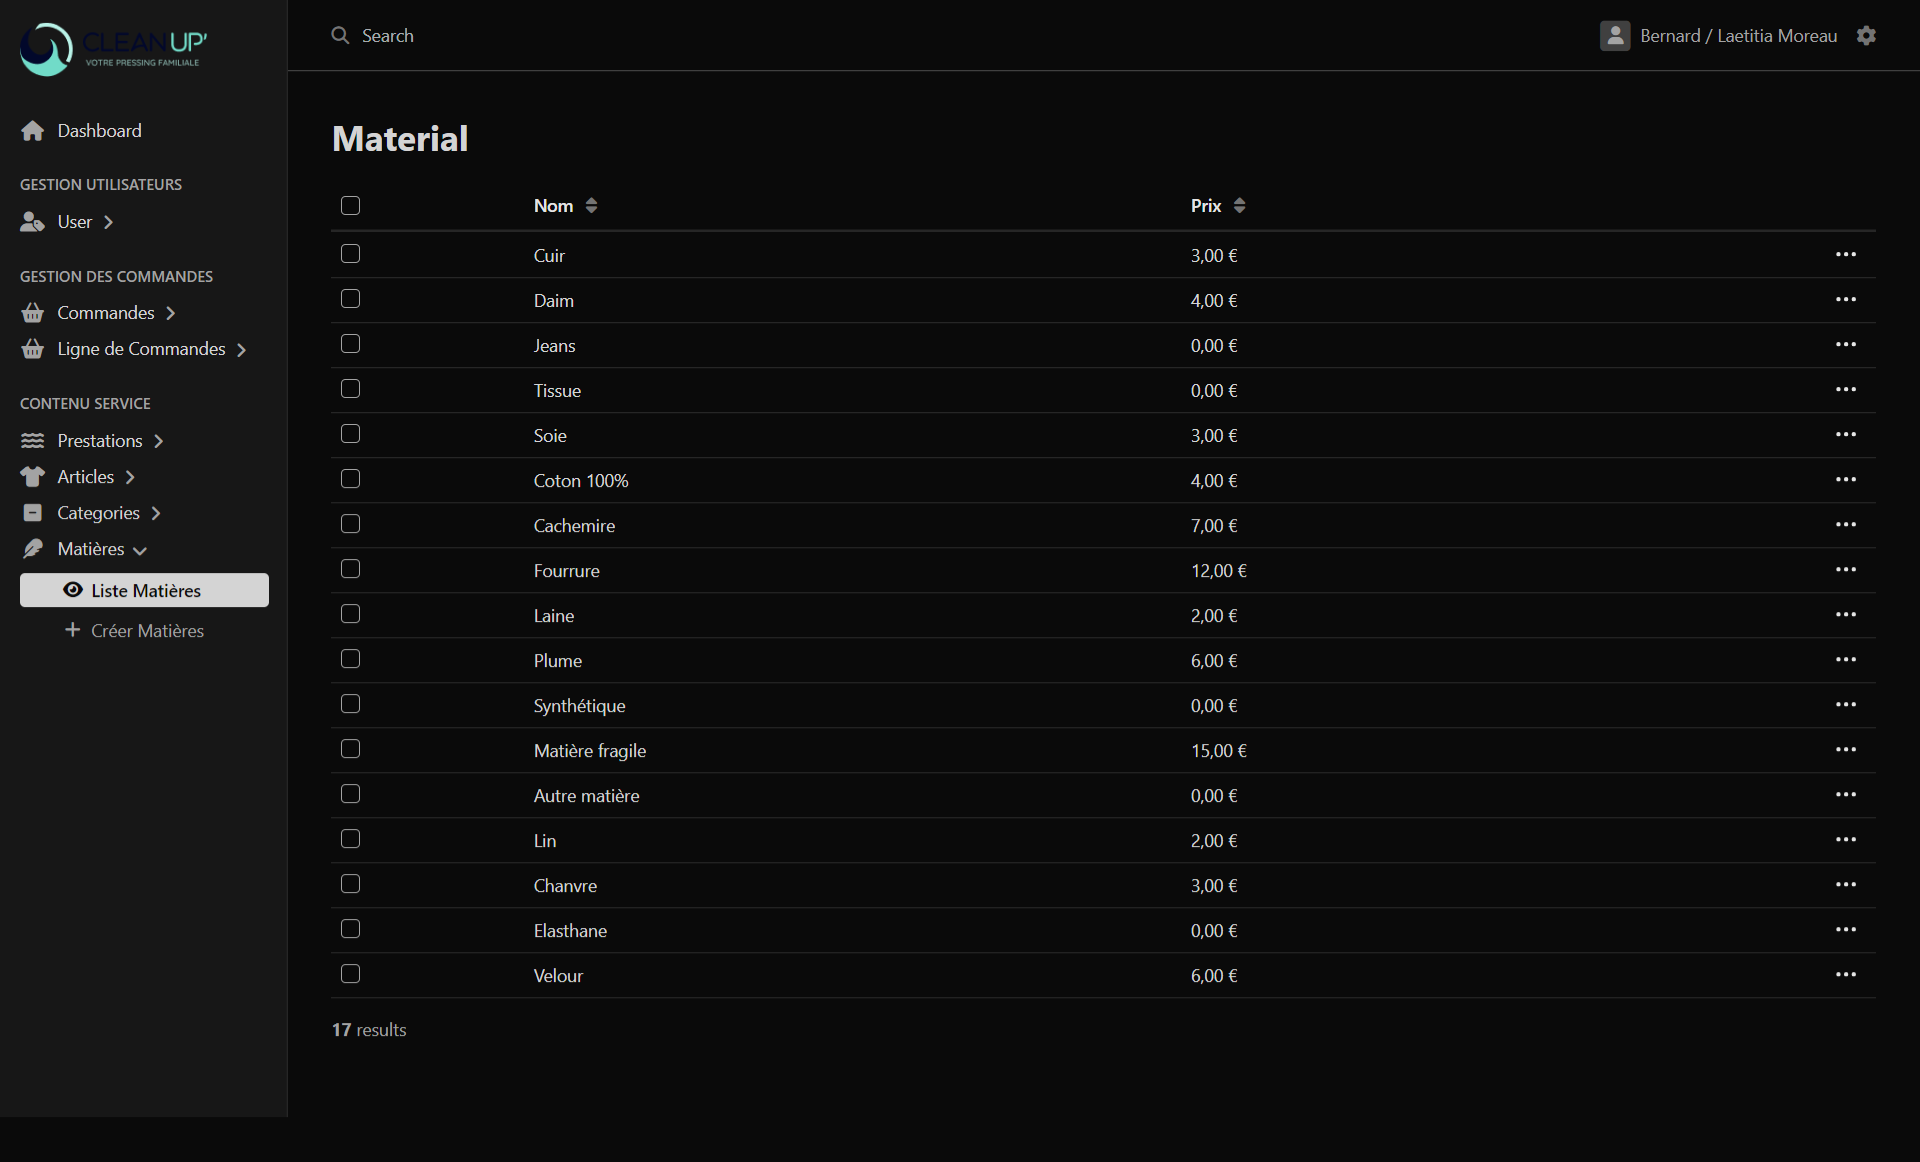 CLEAN UP'
VOTRE PRESSING FAMILIALE
Search
Bernard / Laetitia Moreau
Dashboard
GESTION UTILISATEURS
User
GESTION DES COMMANDES
Commandes
Ligne de Commandes
CONTENU SERVICE
Prestations
Articles
Categories
Matières
Liste Matières
Créer Matières
Material
Nom Prix
Cuir 3,00 €
Daim 4,00 €
Jeans 0,00 €
Tissue 0,00 €
Soie 3,00 €
Coton 100% 4,00 €
Cachemire 7,00 €
Fourrure 12,00 €
Laine 2,00 €
Plume 6,00 €
Synthétique 0,00 €
Matière fragile 15,00 €
Autre matière 0,00 €
Lin 2,00 €
Chanvre 3,00 €
Elasthane 0,00 €
Velour 6,00 €
17 results